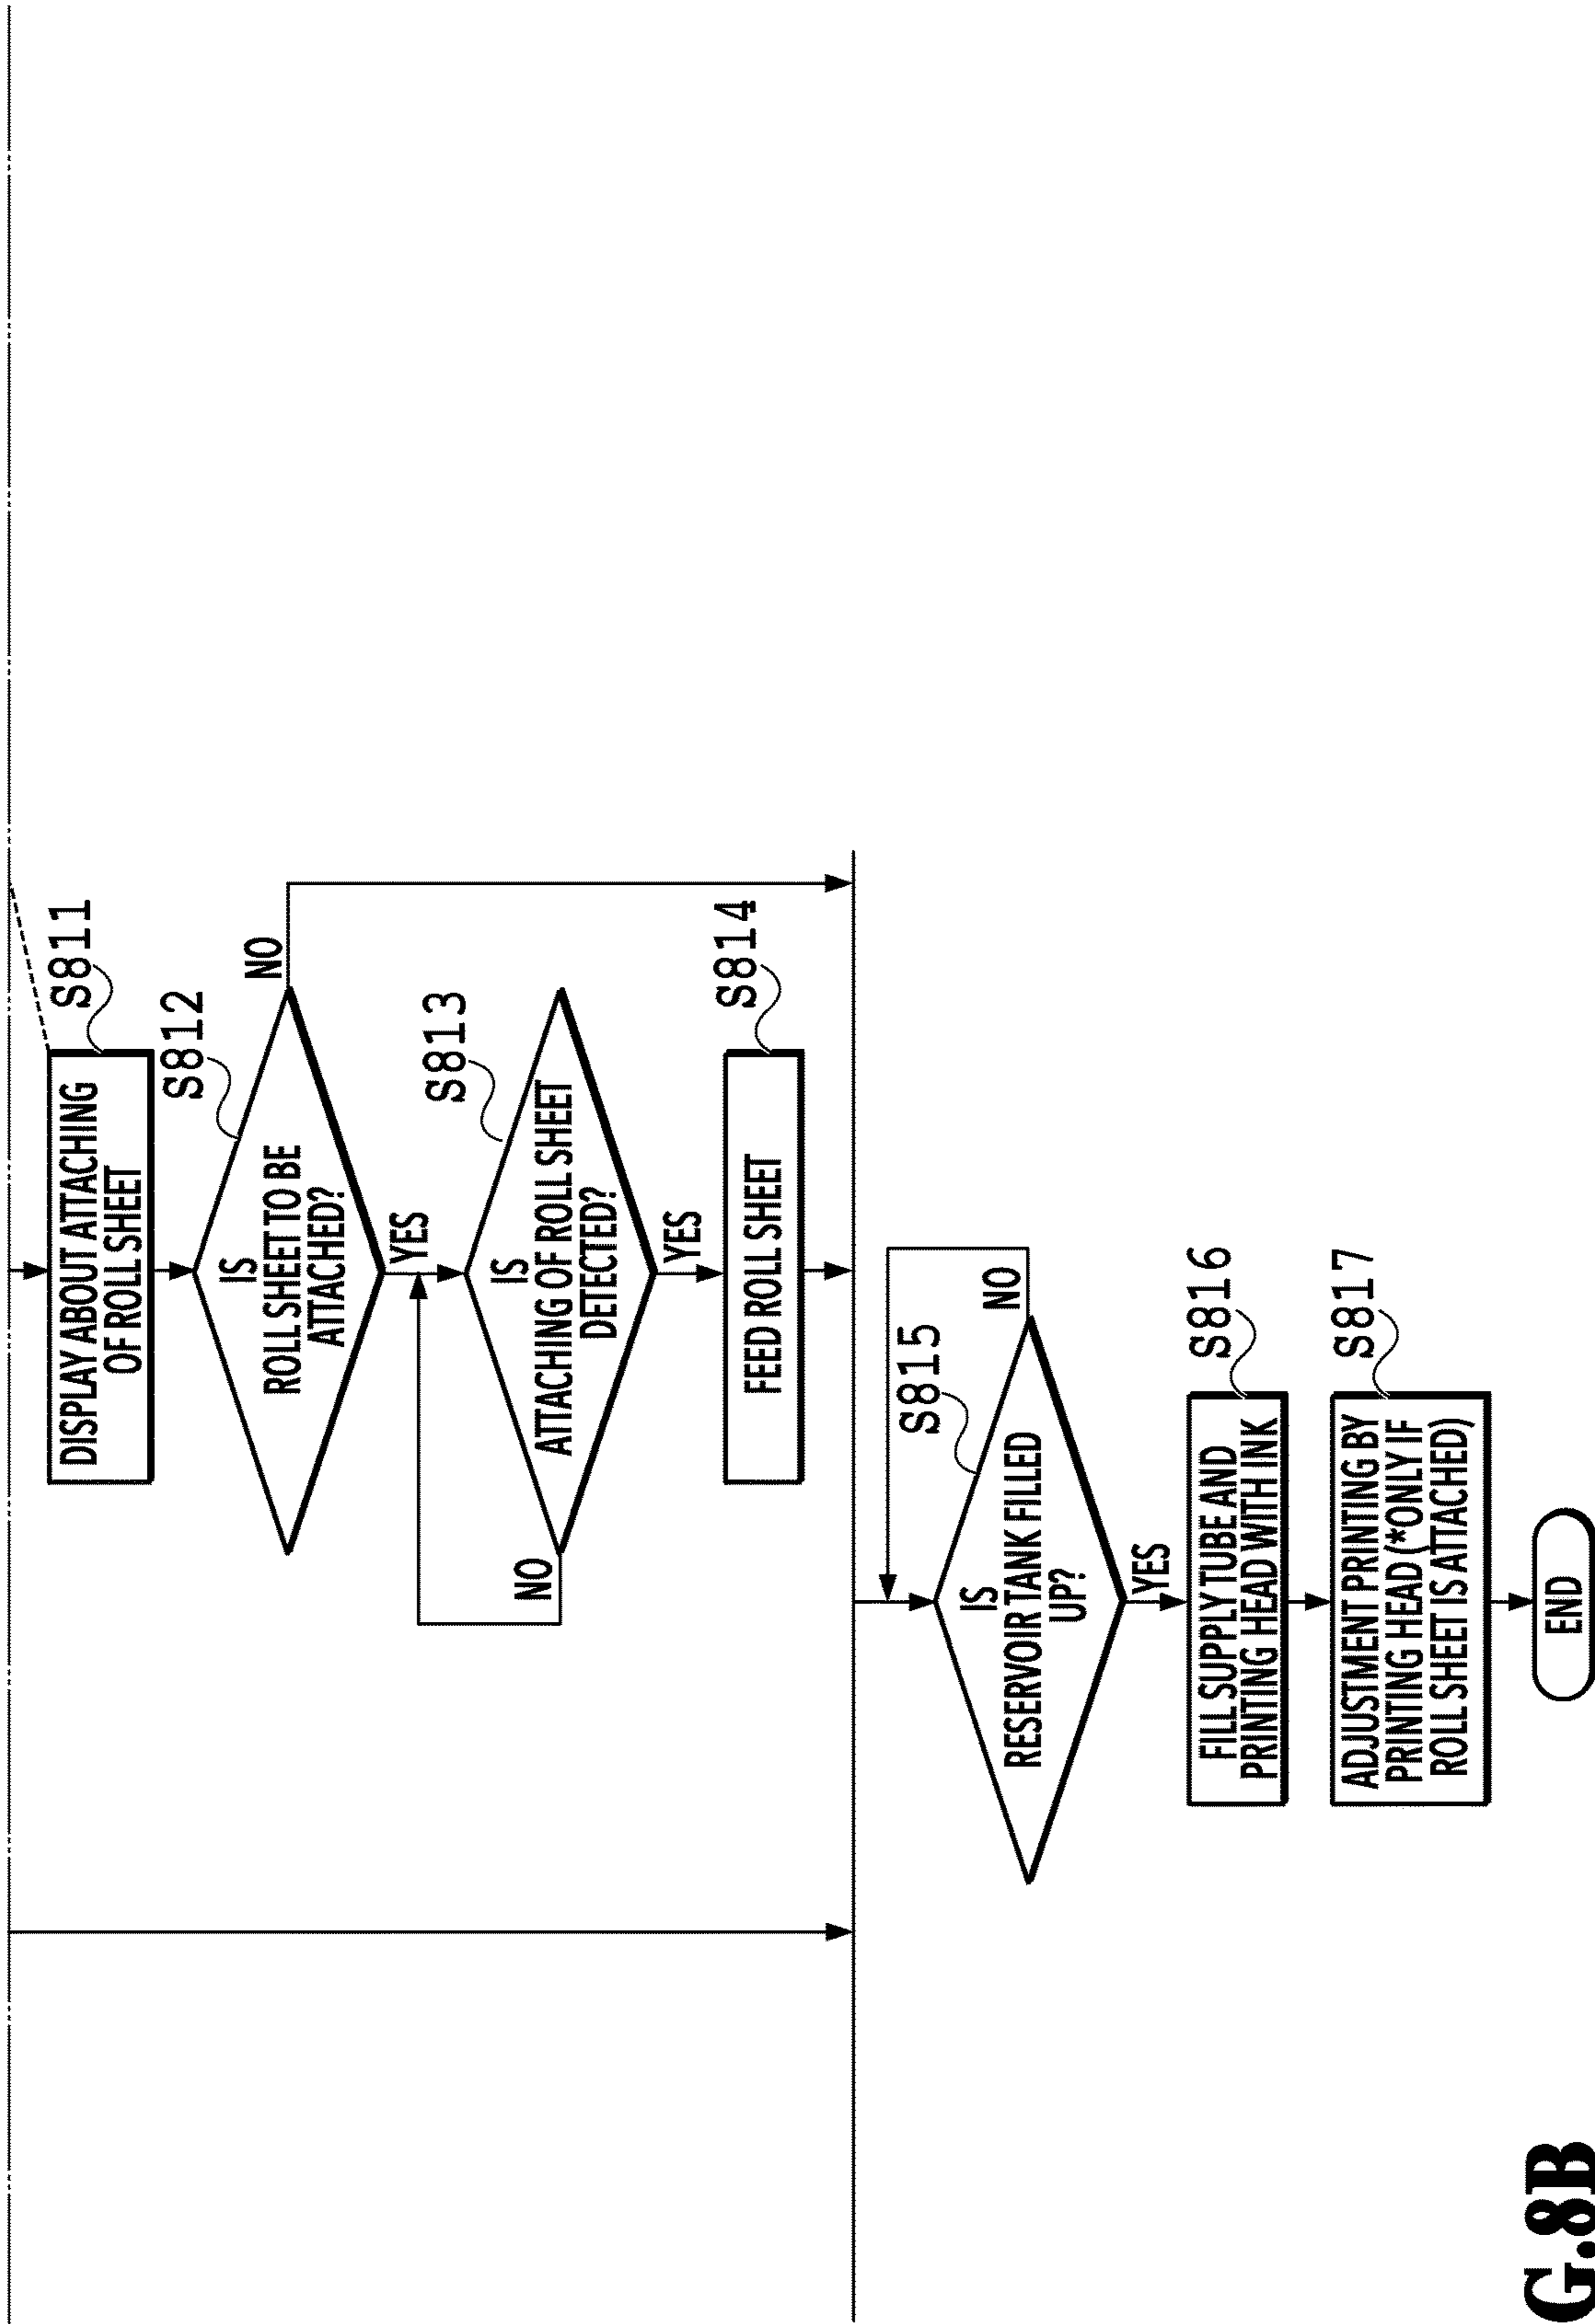 S811
DISPLAY ABOUT ATTACHING
OF ROLL SHEET
S812
IS
ROLL SHEET TO BE
ATTACHED?
NO
YES
S813
IS
ATTACHING OF ROLL SHEET
DETECTED?
NO
YES
S814
FEED ROLL SHEET
S815
IS
RESERVOIR TANK FILLED
UP?
NO
YES
S816
FILL SUPPLY TUBE AND
PRINTING HEAD WITH INK
S817
ADJUSTMENT PRINTING BY
PRINTING HEAD (*ONLY IF
ROLL SHEET IS ATTACHED)
END
G.8B